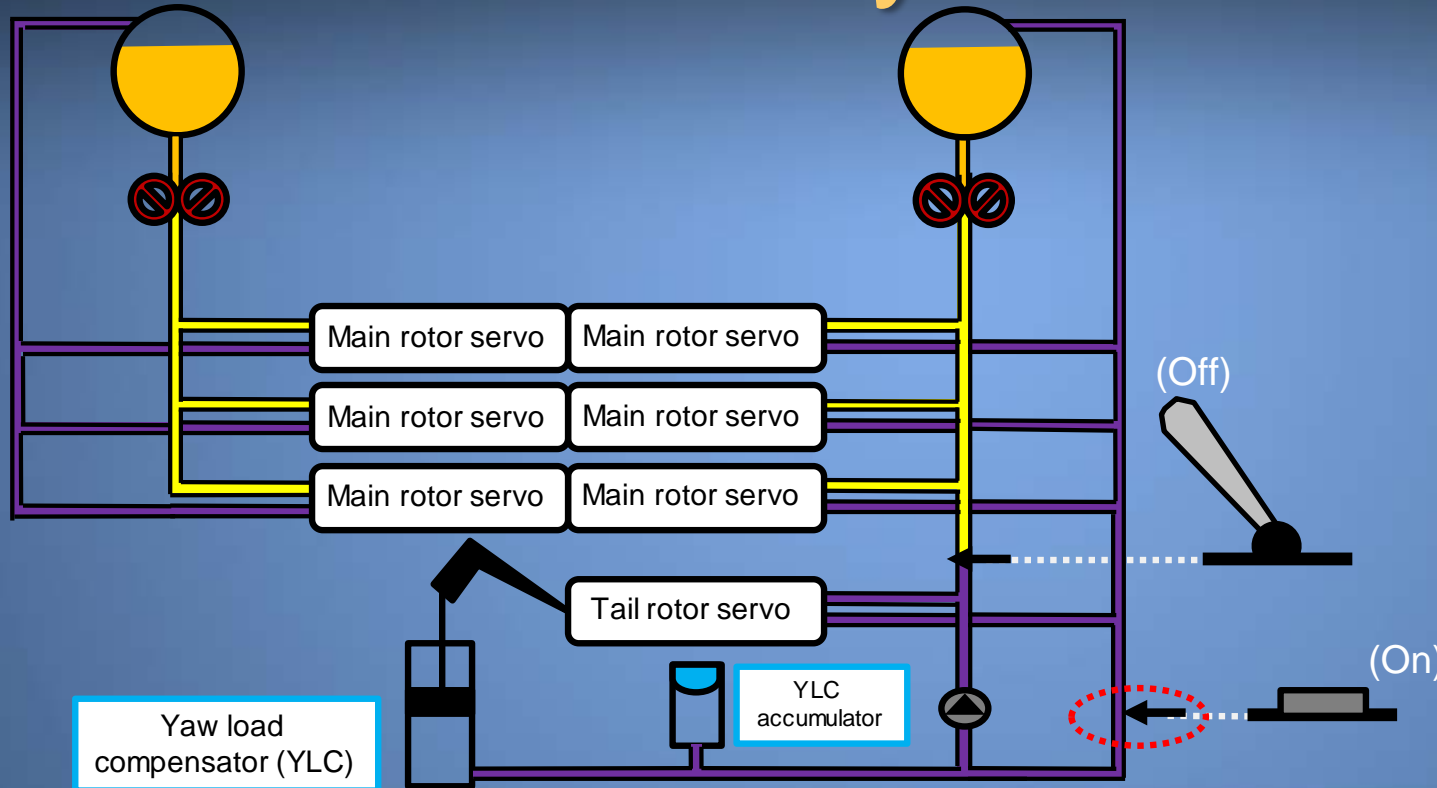 Main rotor servo
Main rotor servo
Main rotor servo
Main rotor servo
Main rotor servo
Main rotor servo
(Off)
Tail rotor servo
(On)
YLC
accumulator
Yaw load
compensator (YLC)